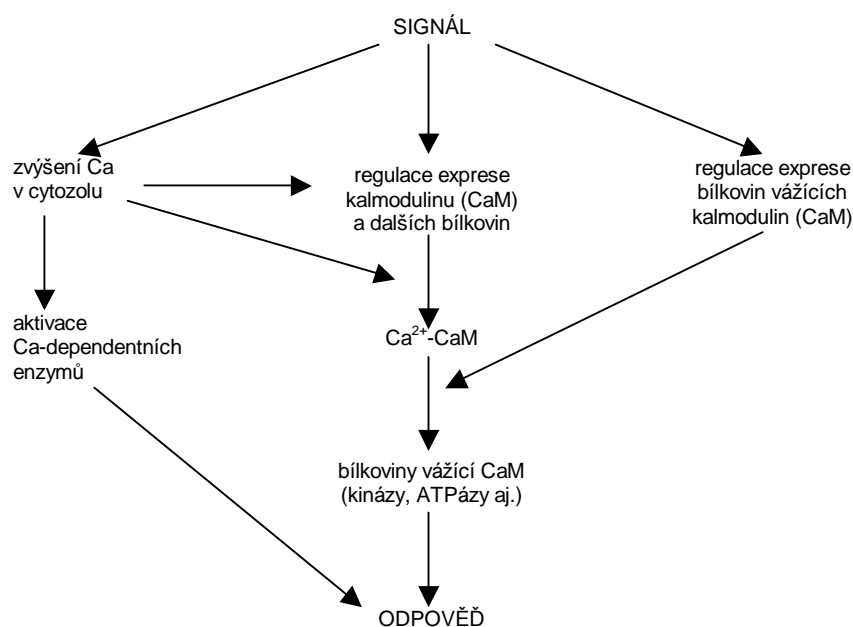 SIGNÁL
zvýšení Ca
v cytozolu
regulace exprese
kalmodulinu (CaM)
a dalších bílkovin
regulace exprese
bílkovin vážících
kalmodulin (CaM)
aktivace
Ca-dependentních
enzymů
Ca²⁺-CaM
bílkoviny vážící CaM
(kinázy, ATPázy aj.)
ODPOVĚĎ